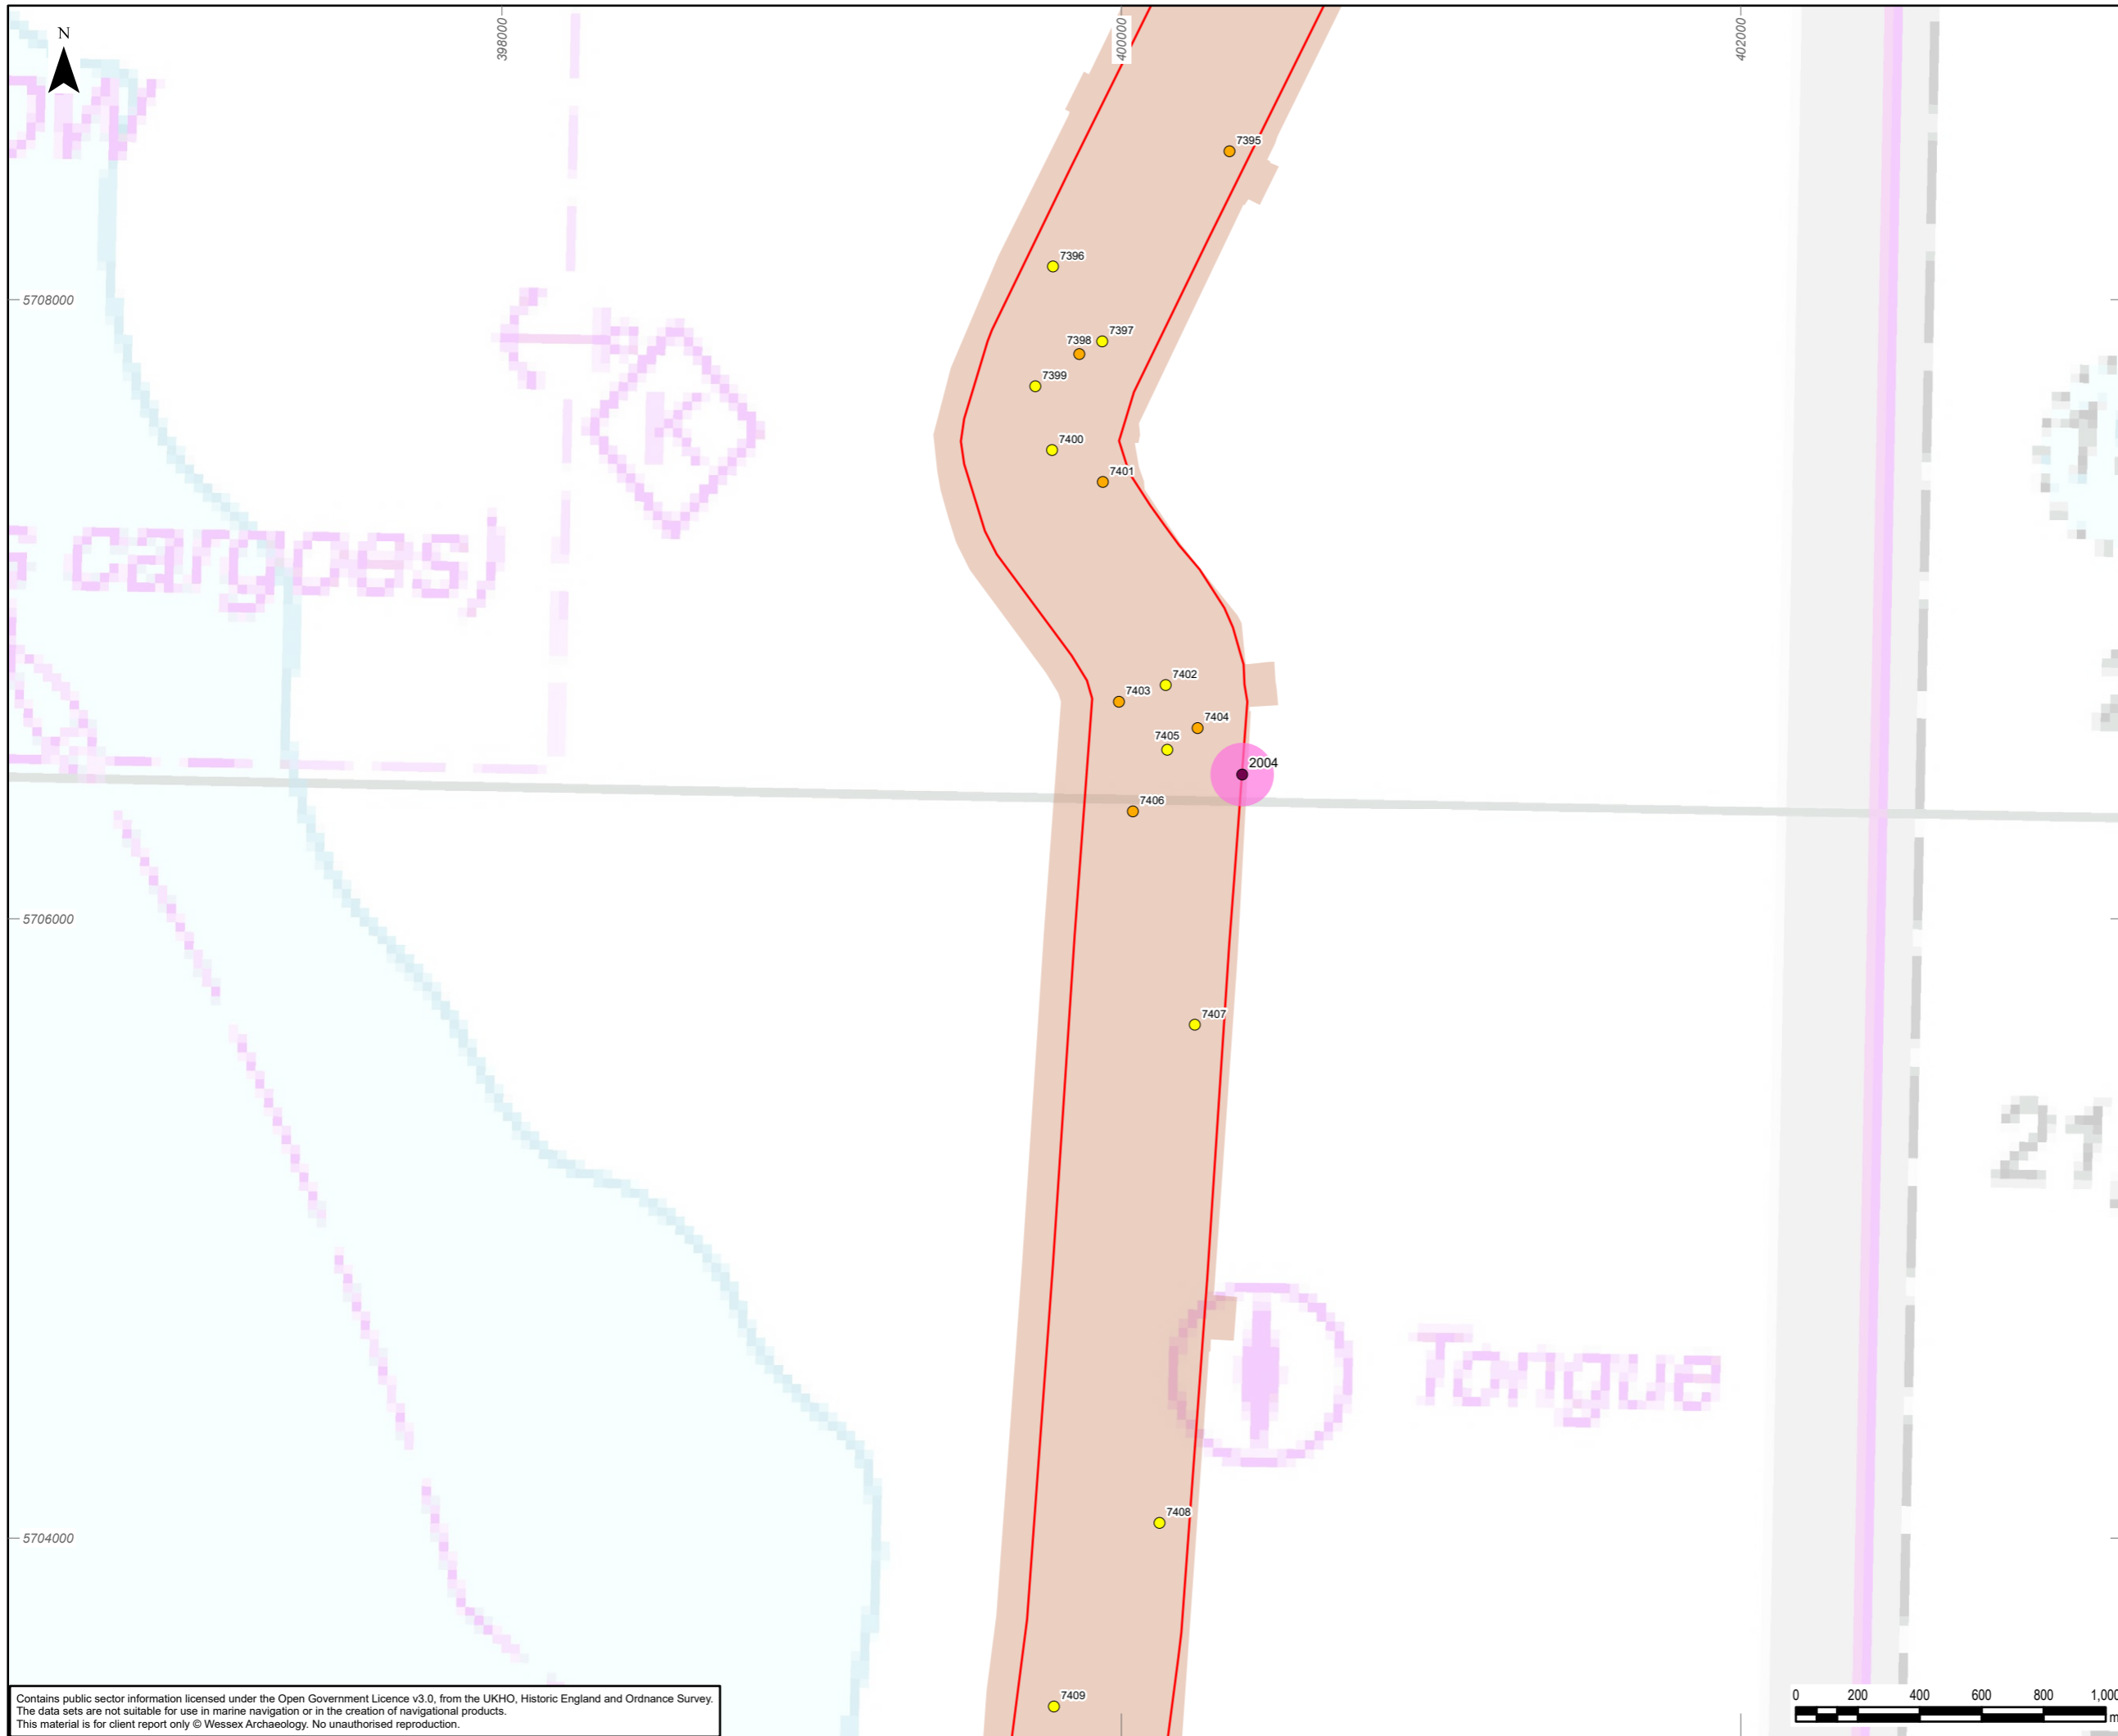 N
398000
400000
402000
7395
7396
5708000
7397
7398
7399
K
7400
7401
s cargoes)
7402
7403
7404
7405
2004
7406
5706000
7407
21
Tongue
7408
5704000
7409
0 200 400 600 800 1,000
m
Contains public sector information licensed under the Open Government Licence v3.0, from the UKHO, Historic England and Ordnance Survey.
The data sets are not suitable for use in marine navigation or in the creation of navigational products.
This material is for client report only © Wessex Archaeology. No unauthorised reproduction.